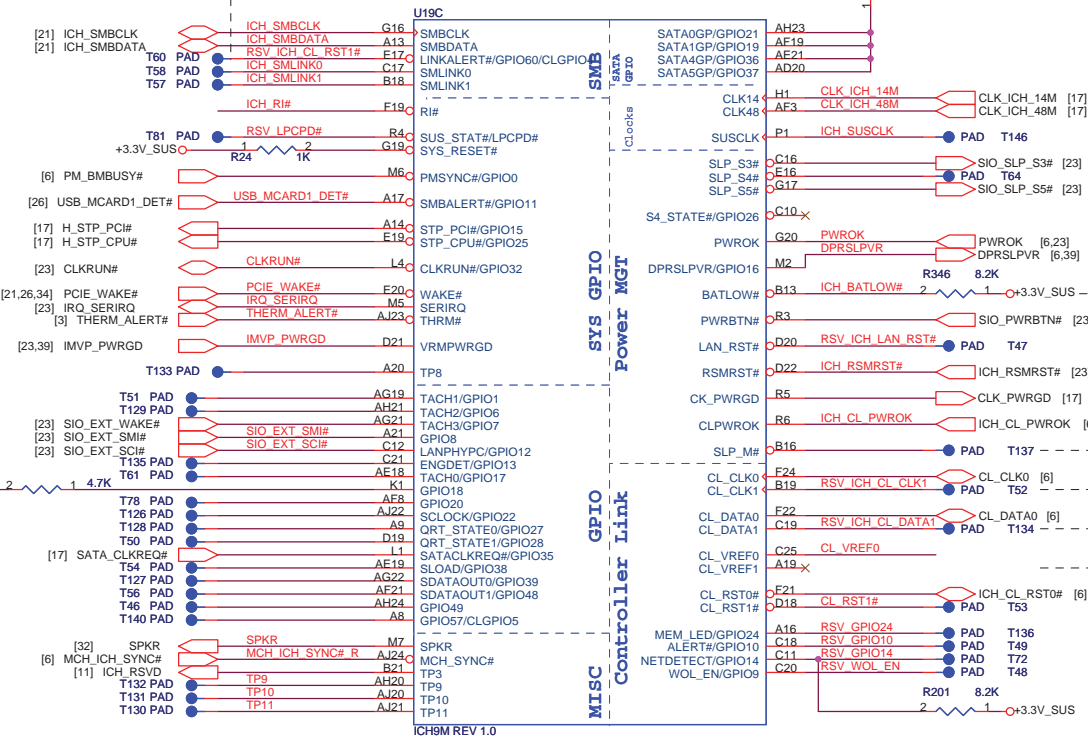 U19C
[21] ICH_SMBCLK ICH_SMBCLK G16 SMBCLK
[21] ICH_SMBDATA ICH_SMBDATA A13 SMBDATA
T60 PAD RSV_ICH_CL_RST1# E17 LINKALERT#/GPIO60/CLGPIO4
T58 PAD ICH_SMLINK0 C17 SMLINK0
T57 PAD ICH_SMLINK1 B18 SMLINK1
ICH_RI# F19 RI#
T81 PAD RSV_LPCPD# R4 SUS_STAT#/LPCPD#
+3.3V_SUS 1 2 G19 SYS_RESET#
R24 1K
[6] PM_BMBUSY# M6 PMSYNC#/GPIO0
[26] USB_MCARD1_DET# USB_MCARD1_DET# A17 SMBALERT#/GPIO11
[17] H_STP_PCI# A14 STP_PCI#/GPIO15
[17] H_STP_CPU# E19 STP_CPU#/GPIO25
[23] CLKRUN# CLKRUN# L4 CLKRUN#/GPIO32
[21,26,34] PCIE_WAKE# PCIE_WAKE# E20 WAKE#
[23] IRQ_SERIRQ IRQ_SERIRQ M5 SERIRQ
[3] THERM_ALERT# THERM_ALERT# AJ23 THRM#
[23,39] IMVP_PWRGD IMVP_PWRGD D21 VRMPWRGD
T133 PAD A20 TP8
T51 PAD AG19 TACH1/GPIO1
T129 PAD AH21 TACH2/GPIO6
[23] SIO_EXT_WAKE# AG21 TACH3/GPIO7
[23] SIO_EXT_SMI# SIO_EXT_SMI# A21 GPIO8
[23] SIO_EXT_SCI# SIO_EXT_SCI# C12 LANPHYPC/GPIO12
T135 PAD C21 ENGDET/GPIO13
T61 PAD AE18 TACH0/GPIO17
2 1 4.7K K1 GPIO18
T78 PAD AF8 GPIO20
T126 PAD AJ22 SCLOCK/GPIO22
T128 PAD A9 QRT_STATE0/GPIO27
T50 PAD D19 QRT_STATE1/GPIO28
[17] SATA_CLKREQ# L1 SATACLKREQ#/GPIO35
T54 PAD AE19 SLOAD/GPIO38
T127 PAD AG22 SDATAOUT0/GPIO39
T56 PAD AF21 SDATAOUT1/GPIO48
T46 PAD AH24 GPIO49
T140 PAD A8 GPIO57/CLGPIO5
[32] SPKR SPKR M7 SPKR
[6] MCH_ICH_SYNC# MCH_ICH_SYNC#_R AJ24 MCH_SYNC#
[11] ICH_RSVD B21 TP3
T132 PAD TP9 AH20 TP9
T131 PAD TP10 AJ20 TP10
T130 PAD TP11 AJ21 TP11
ICH9M REV 1.0
SMB
SYS GPIO
GPIO
MISC
SATA
GPIO
Clocks
Power MGT
Controller Link
1
SATA0GP/GPIO21 AH23
SATA1GP/GPIO19 AF19
SATA4GP/GPIO36 AE21
SATA5GP/GPIO37 AD20
CLK14 H1 CLK_ICH_14M CLK_ICH_14M [17]
CLK48 AF3 CLK_ICH_48M CLK_ICH_48M [17]
SUSCLK P1 ICH_SUSCLK PAD T146
SLP_S3# C16 SIO_SLP_S3# [23]
SLP_S4# E16 PAD T64
SLP_S5# G17 SIO_SLP_S5# [23]
S4_STATE#/GPIO26 C10
PWROK G20 PWROK PWROK [6,23]
DPRSLPVR/GPIO16 M2 DPRSLPVR DPRSLPVR [6,39]
R346 8.2K
BATLOW# B13 ICH_BATLOW# 2 1 +3.3V_SUS
PWRBTN# R3 SIO_PWRBTN# [23
LAN_RST# D20 RSV_ICH_LAN_RST# PAD T47
RSMRST# D22 ICH_RSMRST# ICH_RSMRST# [23
CK_PWRGD R5 CLK_PWRGD [17]
CLPWROK R6 ICH_CL_PWROK ICH_CL_PWROK [6
SLP_M# B16 PAD T137
CL_CLK0 F24 CL_CLK0 [6]
CL_CLK1 B19 RSV_ICH_CL_CLK1 PAD T52
CL_DATA0 F22 CL_DATA0 [6]
CL_DATA1 C19 RSV_ICH_CL_DATA1 PAD T134
CL_VREF0 C25 CL_VREF0
CL_VREF1 A19
CL_RST0# F21 ICH_CL_RST0# [6]
CL_RST1# D18 CL_RST1# PAD T53
MEM_LED/GPIO24 A16 RSV_GPIO24 PAD T136
ALERT#/GPIO10 C18 RSV_GPIO10 PAD T49
NETDETECT/GPIO14 C11 RSV_GPIO14 PAD T72
WOL_EN/GPIO9 C20 RSV_WOL_EN PAD T48
R201 8.2K
2 1 +3.3V_SUS